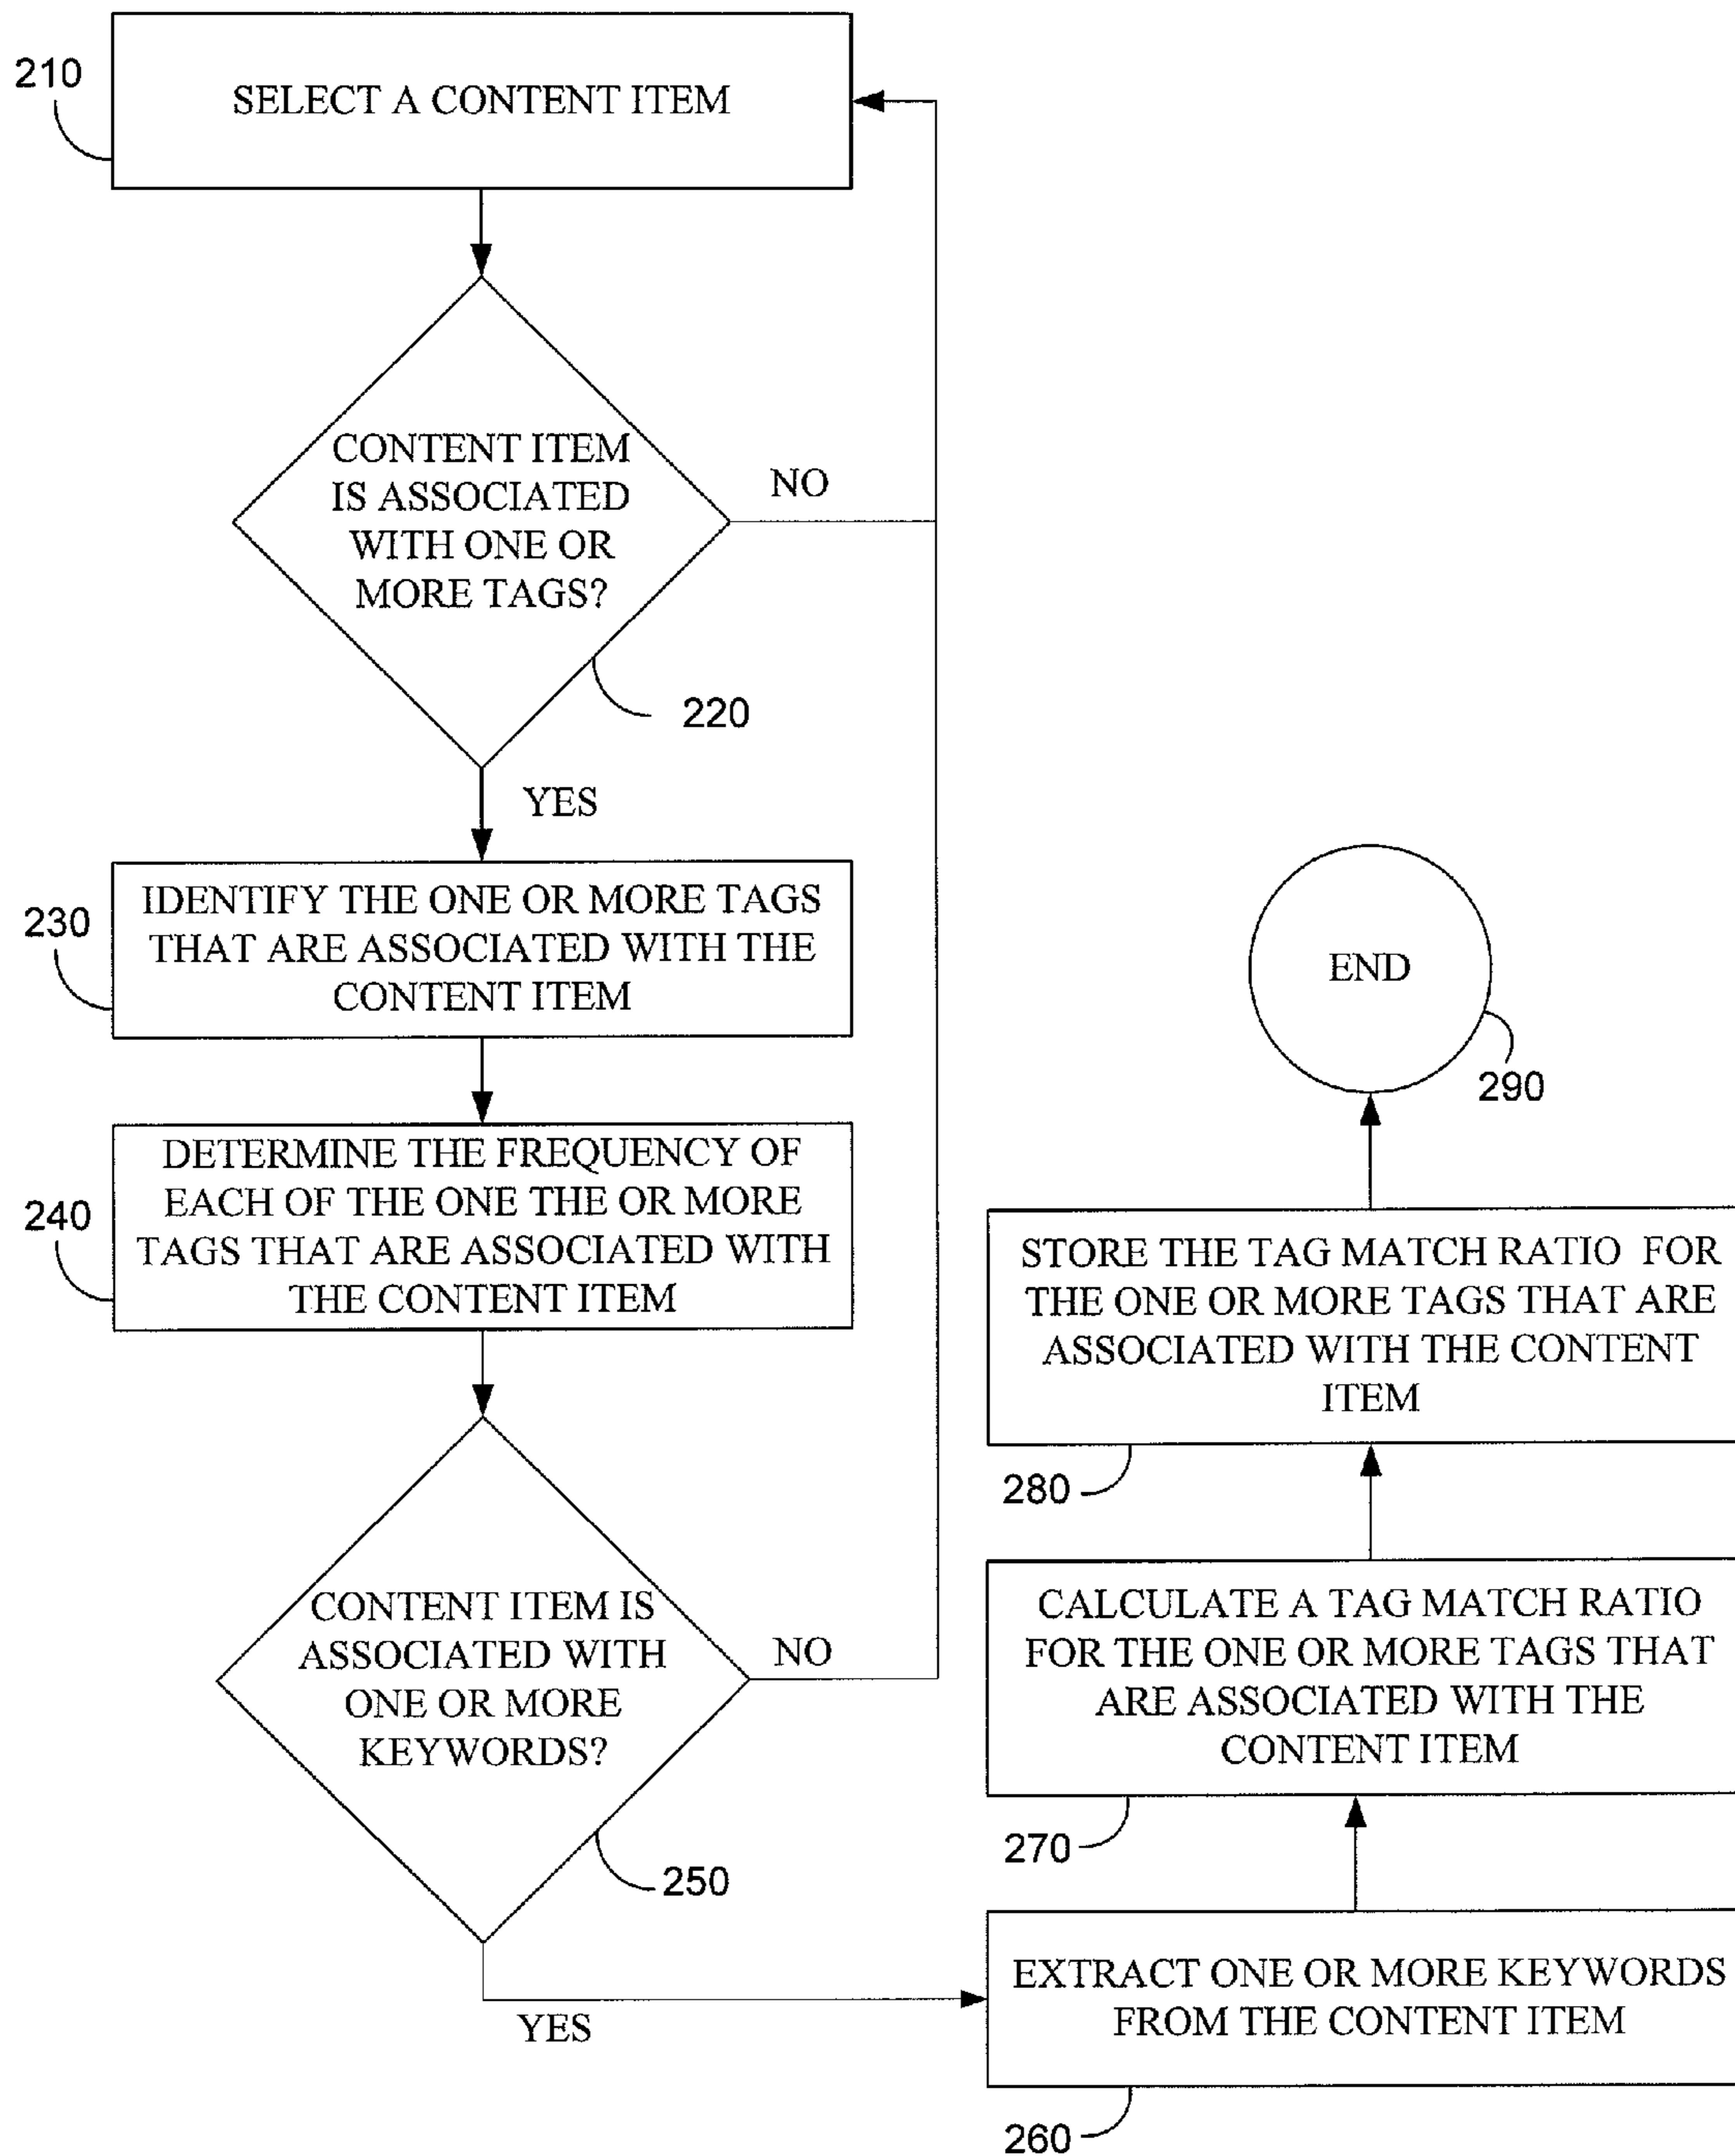 210
SELECT A CONTENT ITEM
CONTENT ITEM
IS ASSOCIATED
WITH ONE OR
MORE TAGS?
NO
220
YES
230
IDENTIFY THE ONE OR MORE TAGS
THAT ARE ASSOCIATED WITH THE
CONTENT ITEM
240
DETERMINE THE FREQUENCY OF
EACH OF THE ONE THE OR MORE
TAGS THAT ARE ASSOCIATED WITH
THE CONTENT ITEM
CONTENT ITEM IS
ASSOCIATED WITH
ONE OR MORE
KEYWORDS?
NO
250
YES
EXTRACT ONE OR MORE KEYWORDS
FROM THE CONTENT ITEM
260
CALCULATE A TAG MATCH RATIO
FOR THE ONE OR MORE TAGS THAT
ARE ASSOCIATED WITH THE
CONTENT ITEM
270
STORE THE TAG MATCH RATIO FOR
THE ONE OR MORE TAGS THAT ARE
ASSOCIATED WITH THE CONTENT
ITEM
280
END
290